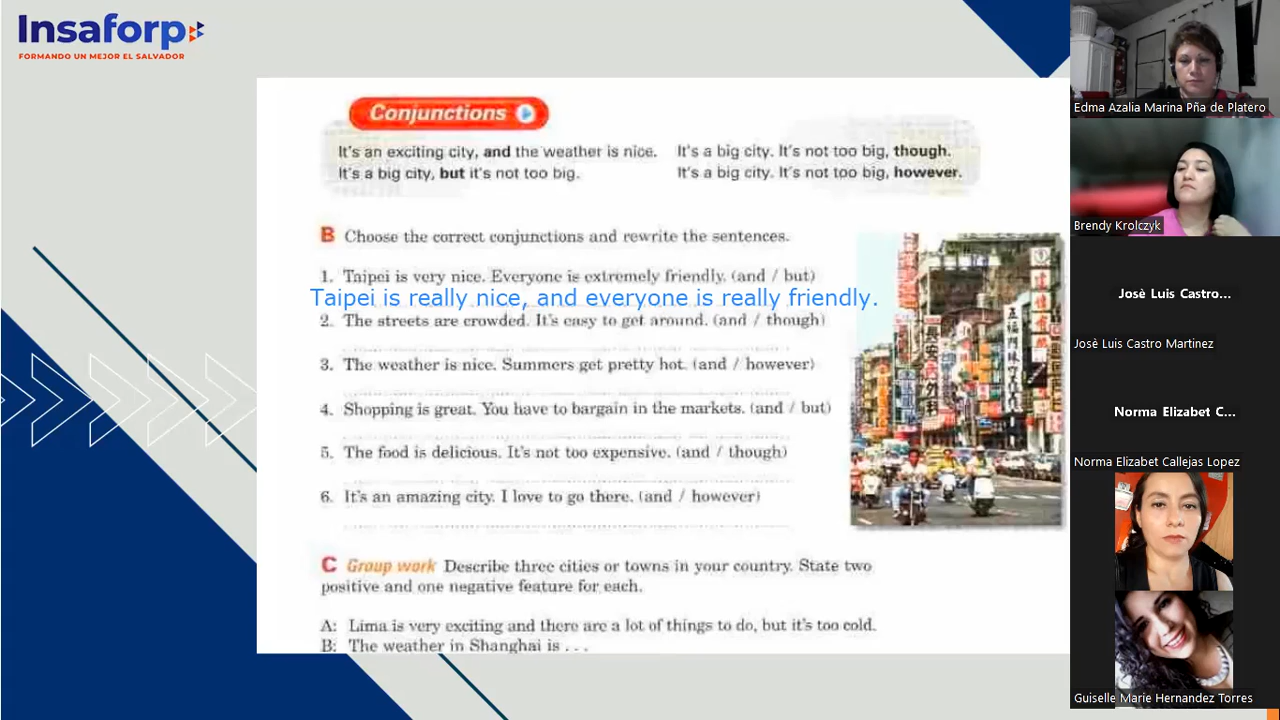 Insaforp
FORMANDO UN MEJOR EL SALVADOR
Conjunctions
It's an exciting city, and the weather is nice.
It's a big city, but it's not too big.
It's a big city. It's not too big, though.
It's a big city. It's not too big, however.
B Choose the correct conjunctions and rewrite the sentences.
1. Taipei is very nice. Everyone is extremely friendly. (and / but)
Taipei is really nice, and everyone is really friendly.
2. The streets are crowded. It's easy to get around. (and / though)
3. The weather is nice. Summers get pretty hot. (and / however)
4. Shopping is great. You have to bargain in the markets. (and / but)
5. The food is delicious. It's not too expensive. (and / though)
6. It's an amazing city. I love to go there. (and / however)
C Group work Describe three cities or towns in your country. State two
positive and one negative feature for each.
A: Lima is very exciting and there are a lot of things to do, but it's too cold.
B: The weather in Shanghai is . . .
Edma Azalia Marina Pña de Platero
Brendy Krolczyk
Josè Luis Castro...
Josè Luis Castro Martinez
Norma Elizabet C...
Norma Elizabet Callejas Lopez
Guiselle Marie Hernandez Torres